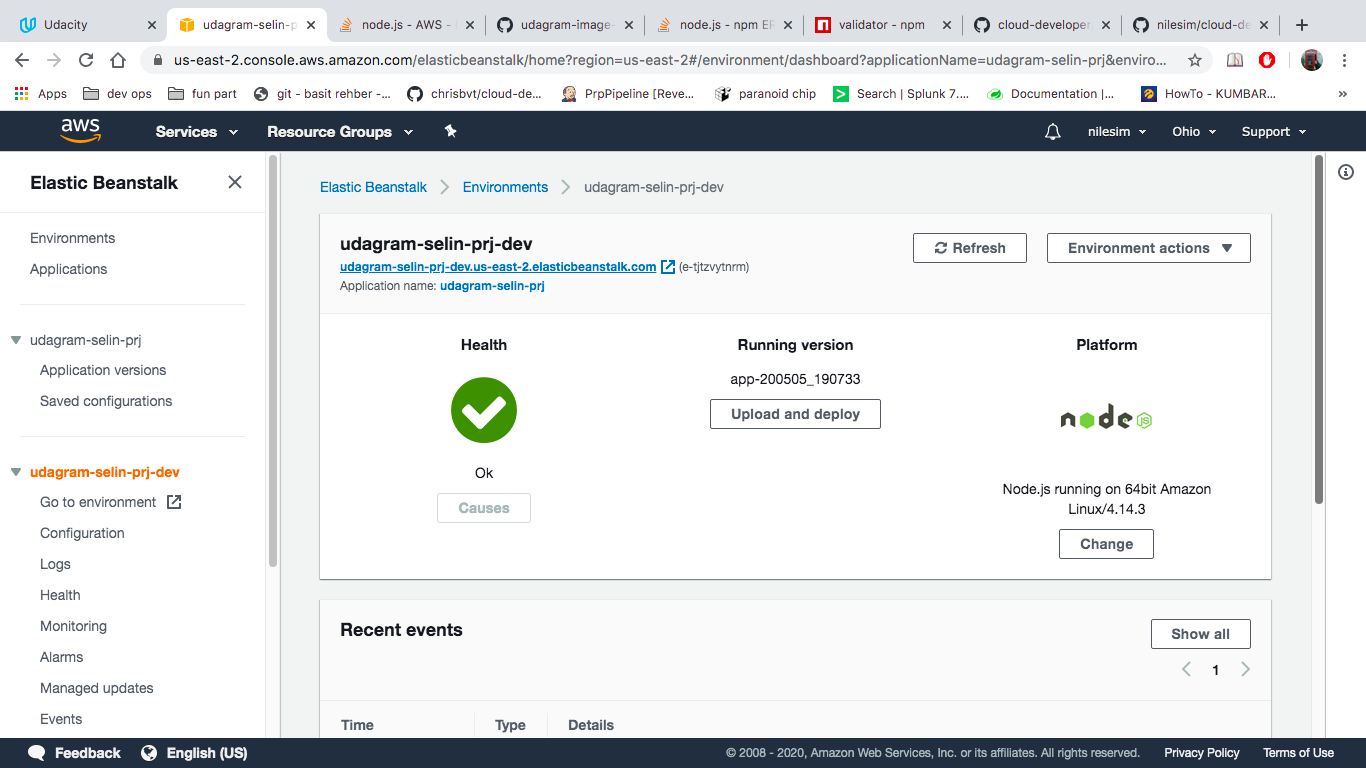 Udacity
udagram-selin-p
node.js - AWS -
udagram-image-
node.js - npm ER
validator - npm
cloud-developer
nilesim/cloud-de
us-east-2.console.aws.amazon.com/elasticbeanstalk/home?region=us-east-2#/environment/dashboard?applicationName=udagram-selin-prj&enviro...
Apps
dev ops
fun part
git - basit rehber -...
chrisbvt/cloud-de...
PrpPipeline [Reve...
paranoid chip
Search | Splunk 7....
Documentation |...
HowTo - KUMBAR...
»
aws
Services
Resource Groups
nilesim
Ohio
Support
Elastic Beanstalk
Environments
Applications
udagram-selin-prj
Application versions
Saved configurations
udagram-selin-prj-dev
Go to environment
Configuration
Logs
Health
Monitoring
Alarms
Managed updates
Events
Elastic Beanstalk
Environments
udagram-selin-prj-dev
udagram-selin-prj-dev
udagram-selin-prj-dev.us-east-2.elasticbeanstalk.com (e-tjtzvytnrm)
Application name: udagram-selin-prj
Refresh
Environment actions
Health
Ok
Causes
Running version
app-200505_190733
Upload and deploy
Platform
node JS
Node.js running on 64bit Amazon
Linux/4.14.3
Change
Recent events
Show all
1
Time
Type
Details
Feedback
English (US)
© 2008 - 2020, Amazon Web Services, Inc. or its affiliates. All rights reserved.
Privacy Policy
Terms of Use